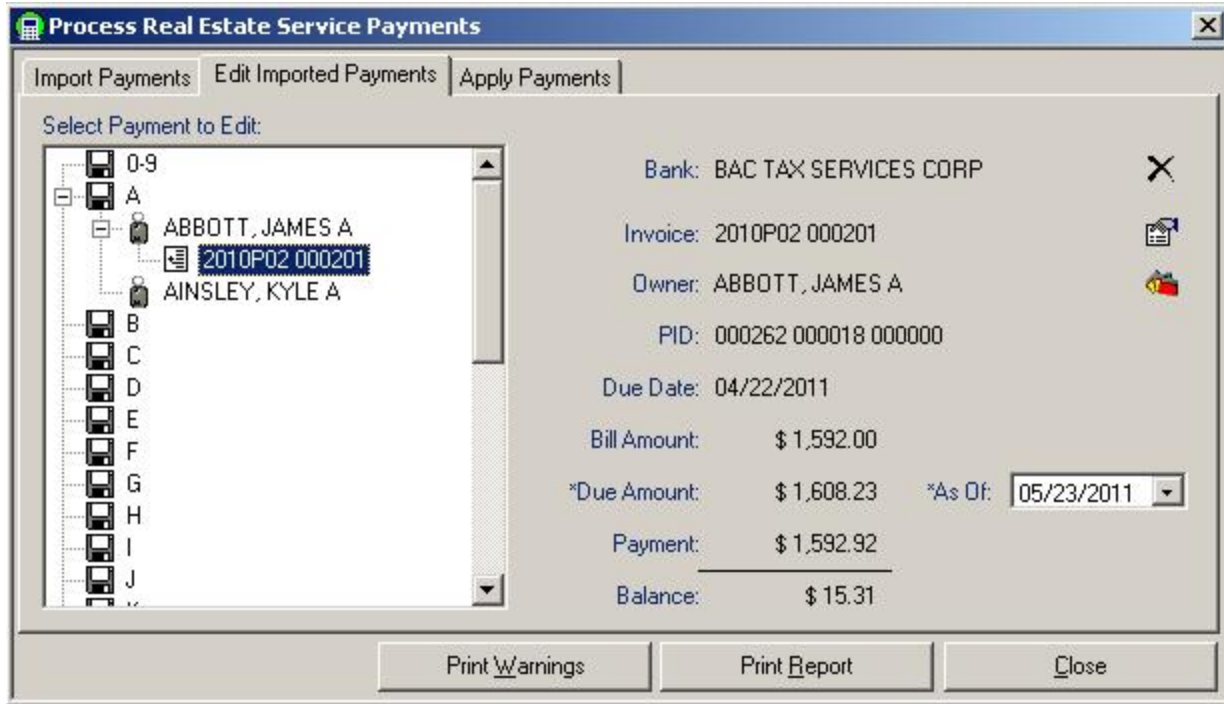 Process Real Estate Service Payments
Import Payments Edit Imported Payments Apply Payments
Select Payment to Edit:
0-9
A
ABBOTT, JAMES A
2010P02 000201
AINSLEY, KYLE A
B
C
D
E
F
G
H
I
J
Bank: BAC TAX SERVICES CORP
Invoice: 2010P02 000201
Owner: ABBOTT, JAMES A
PID: 000262 000018 000000
Due Date: 04/22/2011
Bill Amount: $ 1,592.00
*Due Amount: $ 1,608.23 *As Of: 05/23/2011
Payment: $ 1,592.92
Balance: $ 15.31
Print Warnings Print Report Close